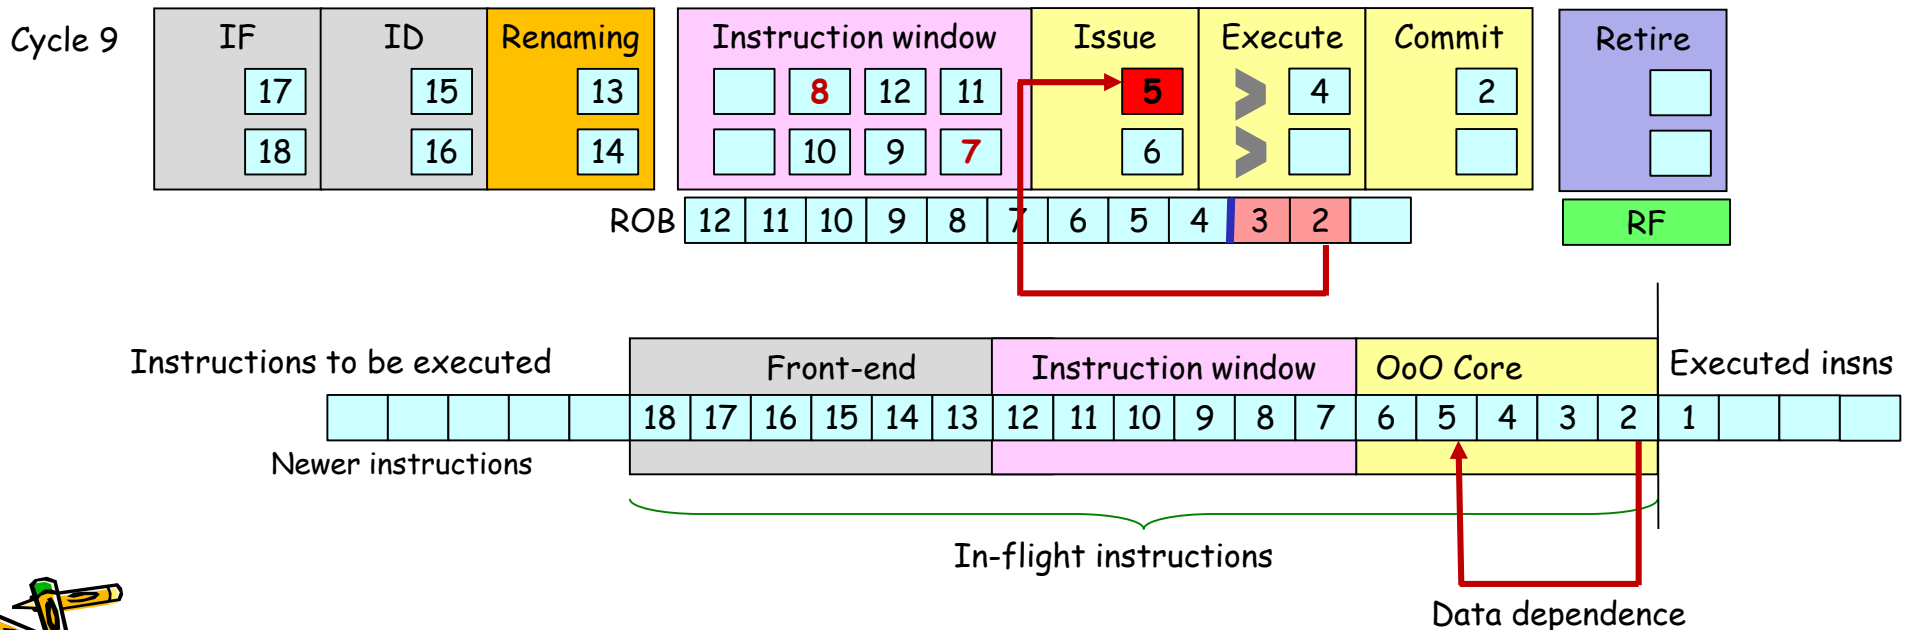 Cycle 9
IF ID Renaming Instruction window Issue Execute Commit Retire
17 15 13 8 12 11 5 > 4 2
18 16 14 10 9 7 6 >
ROB 12 11 10 9 8 7 6 5 4 3 2 RF
Instructions to be executed Front-end Instruction window OoO Core Executed insns
18 17 16 15 14 13 12 11 10 9 8 7 6 5 4 3 2 1
Newer instructions
In-flight instructions
Data dependence